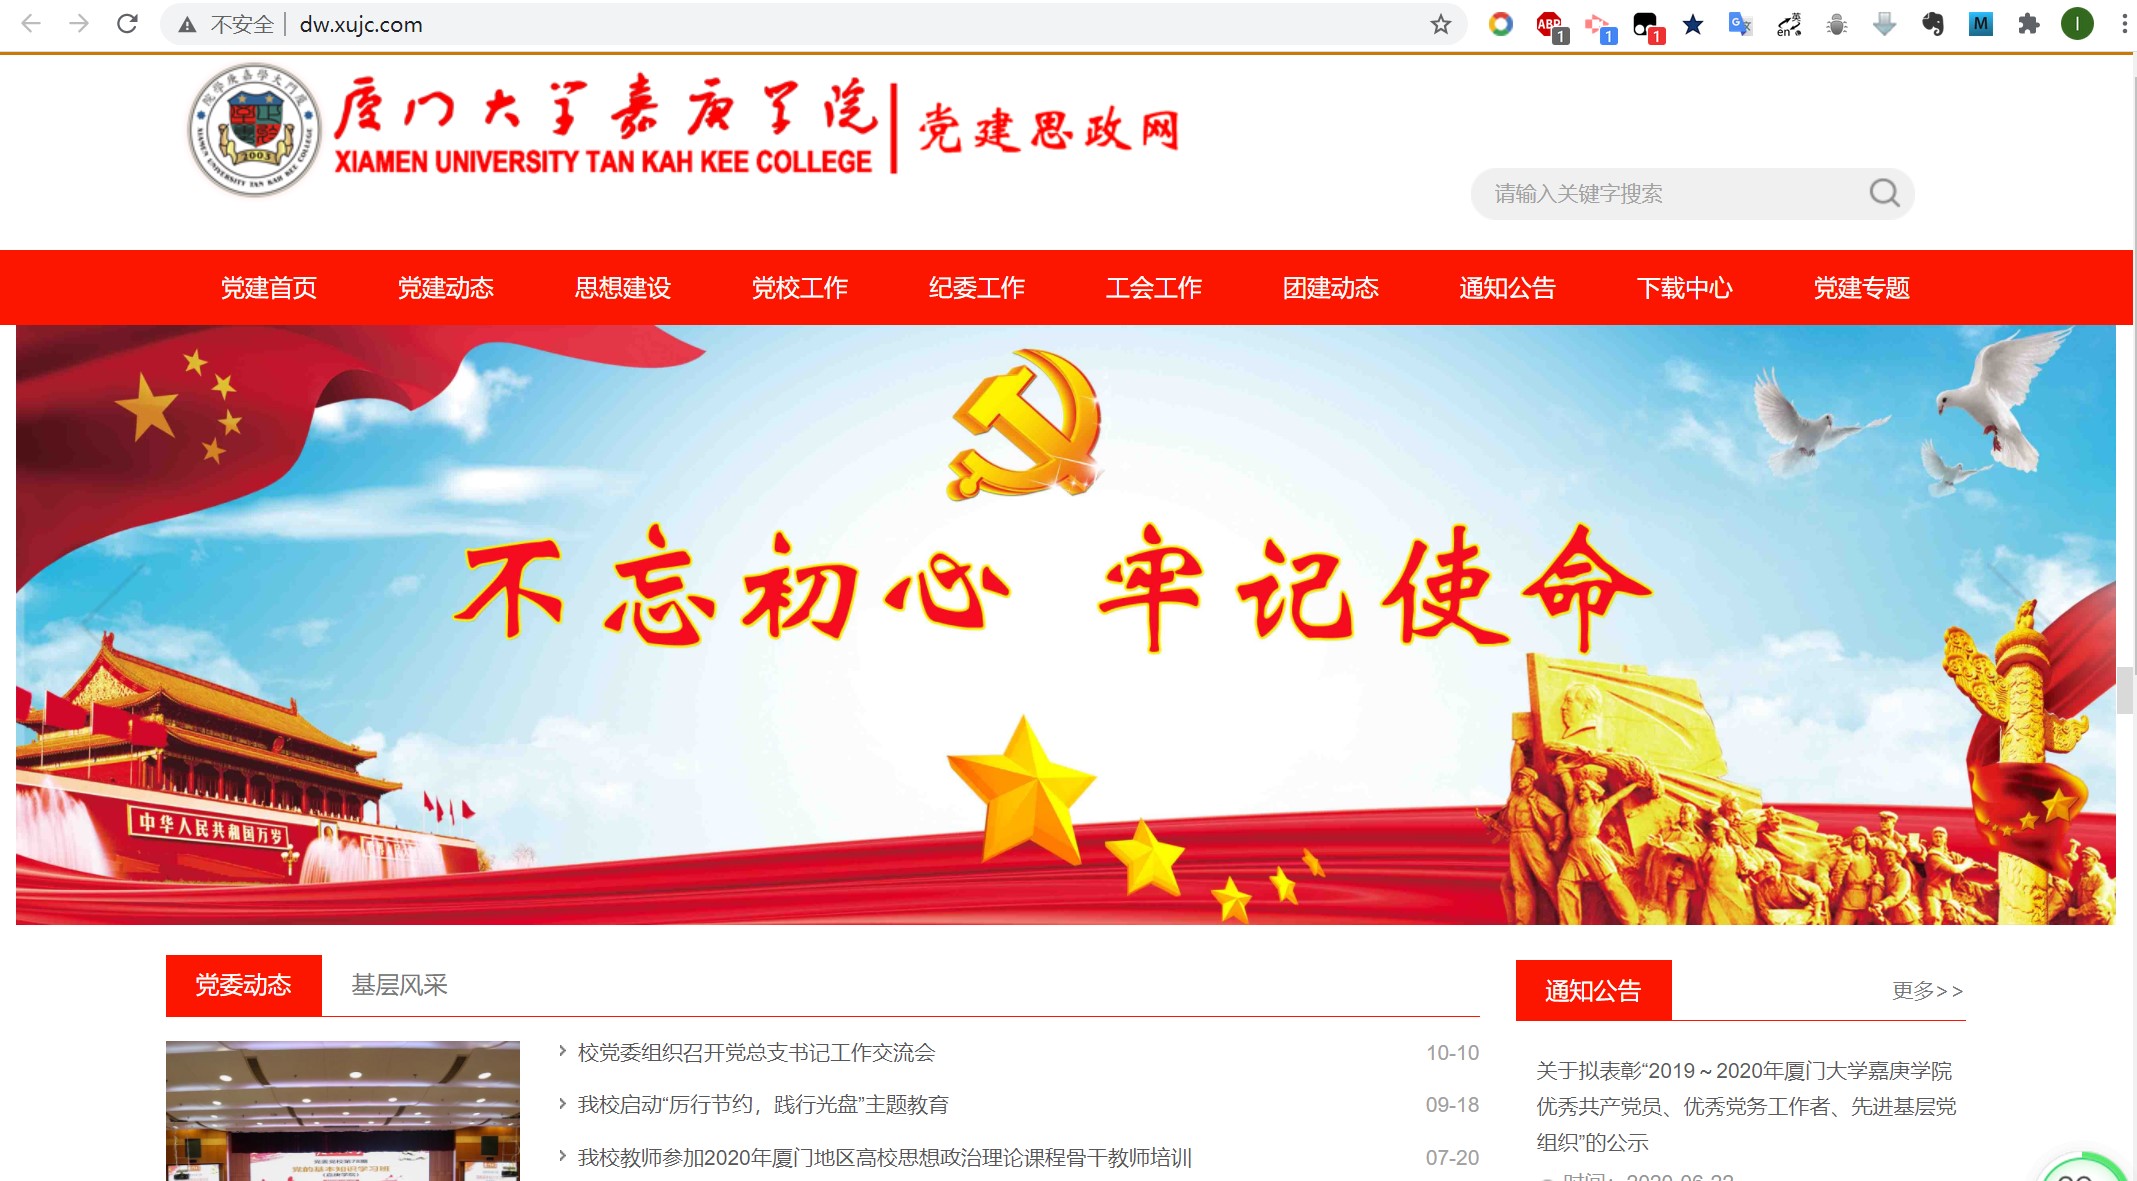 不安全 dw.xujc.com
厦门大学嘉庚学院 党建思政网
XIAMEN UNIVERSITY TAN KAH KEE COLLEGE
2003
请输入关键字搜索
党建首页 党建动态 思想建设 党校工作 纪委工作 工会工作 团建动态 通知公告 下载中心 党建专题
不忘初心 牢记使命
中华人民共和国万岁
党委动态 基层风采
校党委组织召开党总支书记工作交流会 10-10
我校启动“厉行节约，践行光盘”主题教育 09-18
我校教师参加2020年厦门地区高校思想政治理论课程骨干教师培训 07-20
通知公告 更多>>
关于拟表彰“2019～2020年厦门大学嘉庚学院
优秀共产党员、优秀党务工作者、先进基层党
组织”的公示
时间：2020-06-22